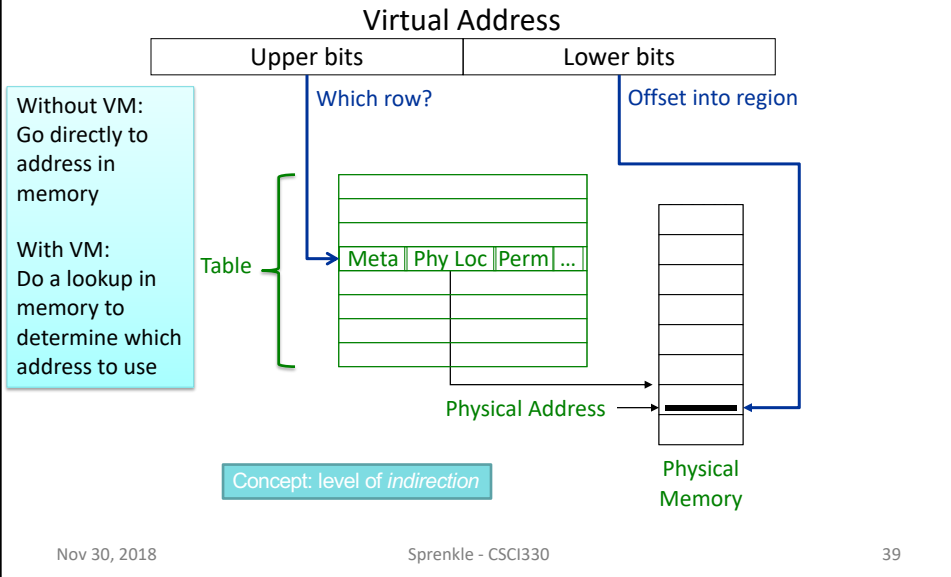 Virtual Address
Upper bits
Lower bits
Which row?
Offset into region
Without VM:
Go directly to
address in
memory
With VM:
Do a lookup in
memory to
determine which
address to use
Table
Meta
Phy Loc
Perm
...
Physical Address
Physical
Memory
Concept: level of indirection
Nov 30, 2018
Sprenkle - CSCI330
39